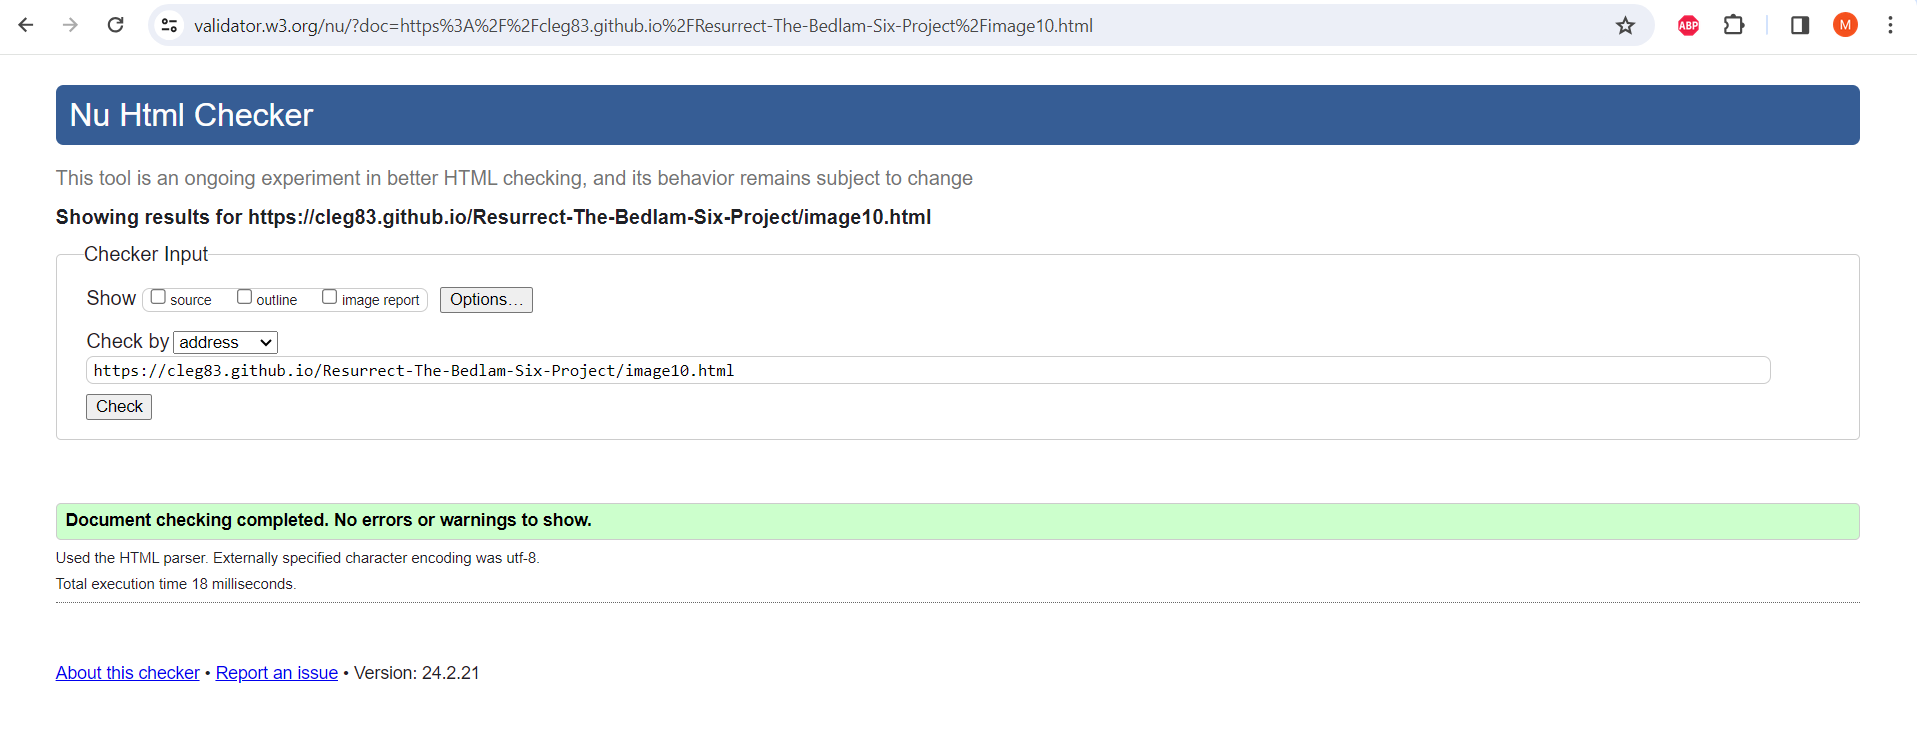 validator.w3.org/nu/?doc=https%3A%2F%2Fcleg83.github.io%2FResurrect-The-Bedlam-Six-Project%2Fimage10.html
ABP
M
Nu Html Checker
This tool is an ongoing experiment in better HTML checking, and its behavior remains subject to change
Showing results for https://cleg83.github.io/Resurrect-The-Bedlam-Six-Project/image10.html
Checker Input
Show source outline image report Options...
Check by address
https://cleg83.github.io/Resurrect-The-Bedlam-Six-Project/image10.html
Check
Document checking completed. No errors or warnings to show.
Used the HTML parser. Externally specified character encoding was utf-8.
Total execution time 18 milliseconds.
About this checker • Report an issue • Version: 24.2.21